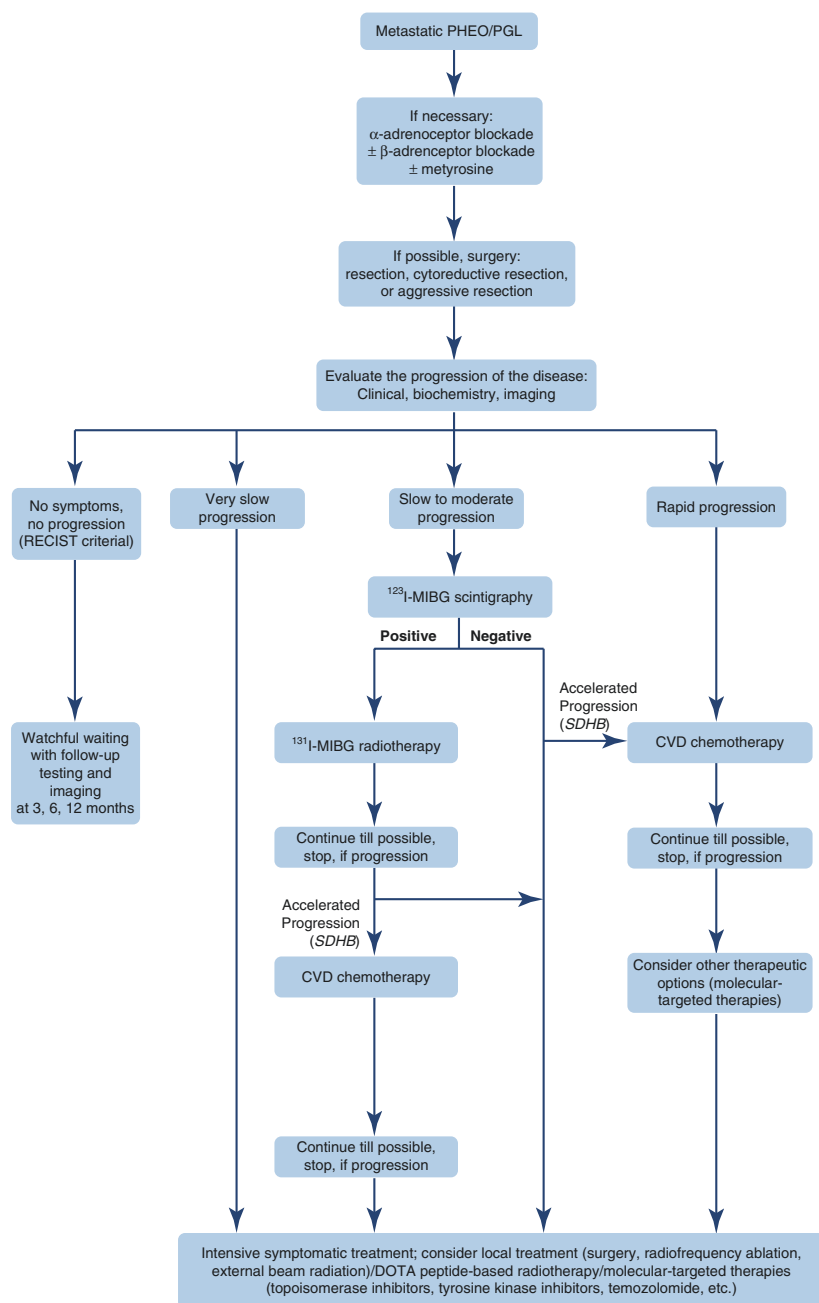 Metastatic PHEO/PGL
If necessary:
α-adrenoceptor blockade
± β-adrenceptor blockade
± metyrosine
If possible, surgery:
resection, cytoreductive resection,
or aggressive resection
Evaluate the progression of the disease:
Clinical, biochemistry, imaging
No symptoms,
no progression
(RECIST criterial)
Very slow
progression
Slow to moderate
progression
Rapid progression
¹²³I-MIBG scintigraphy
Positive
Negative
Watchful waiting
with follow-up
testing and
imaging
at 3, 6, 12 months
¹³¹I-MIBG radiotherapy
Accelerated
Progression
(SDHB)
CVD chemotherapy
Continue till possible,
stop, if progression
Continue till possible,
stop, if progression
Accelerated
Progression
(SDHB)
CVD chemotherapy
Consider other therapeutic
options (molecular-
targeted therapies)
Continue till possible,
stop, if progression
Intensive symptomatic treatment; consider local treatment (surgery, radiofrequency ablation,
external beam radiation)/DOTA peptide-based radiotherapy/molecular-targeted therapies
(topoisomerase inhibitors, tyrosine kinase inhibitors, temozolomide, etc.)